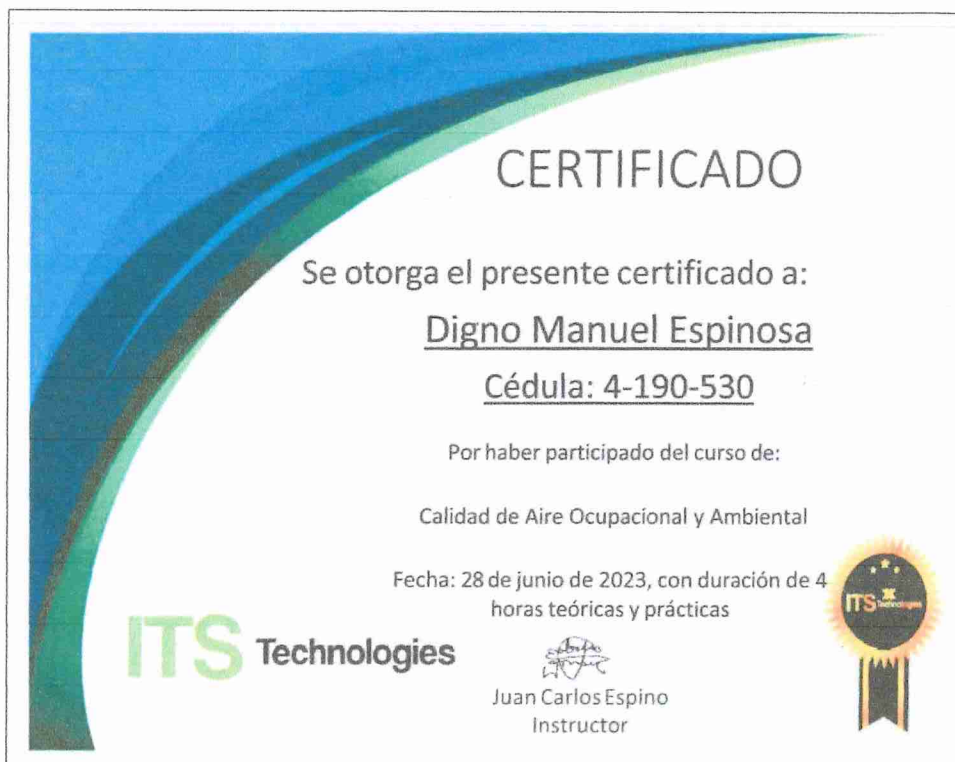 CERTIFICADO
Se otorga el presente certificado a:
Digno Manuel Espinosa
Cédula: 4-190-530
Por haber participado del curso de:
Calidad de Aire Ocupacional y Ambiental
Fecha: 28 de junio de 2023, con duración de 4
horas teóricas y prácticas
ITS Technologies
ITS Technologies
Juan Carlos Espino
Instructor